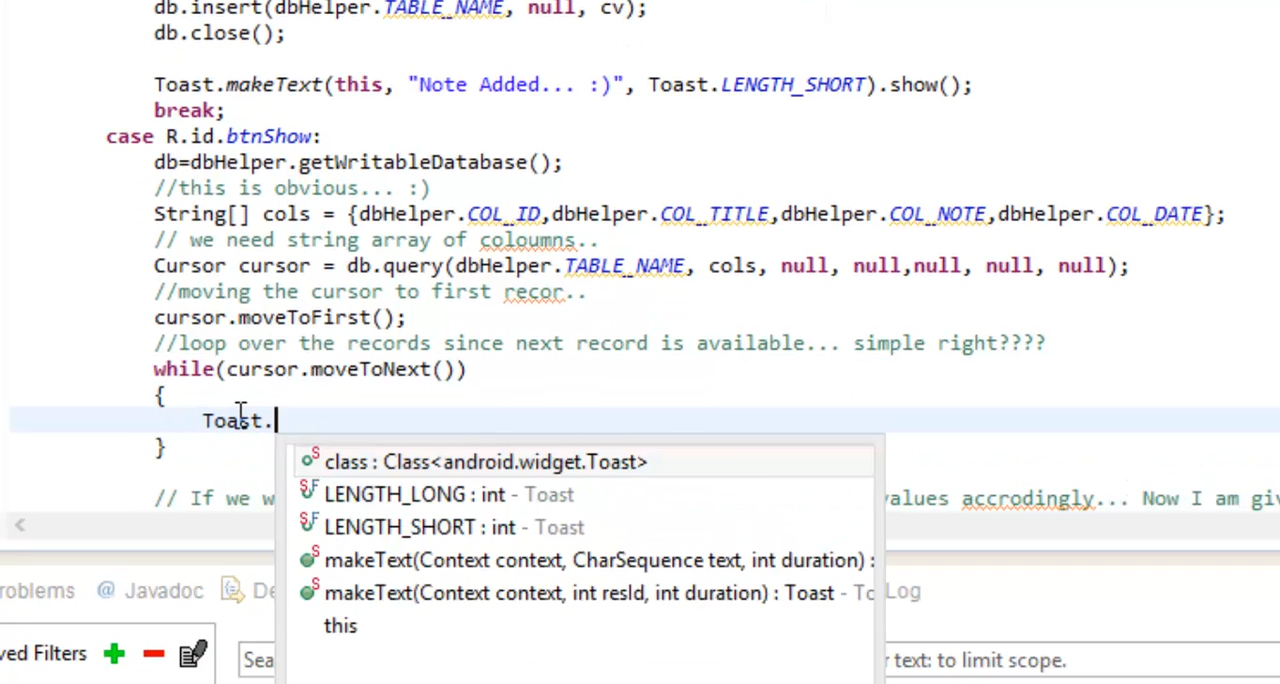 db.insert(dbHelper.TABLE_NAME, null, cv);
db.close();
Toast.makeText(this, "Note Added... :)", Toast.LENGTH_SHORT).show();
break;
case R.id.btnShow:
db=dbHelper.getWritableDatabase();
//this is obvious... :)
String[] cols = {dbHelper.COL_ID,dbHelper.COL_TITLE,dbHelper.COL_NOTE,dbHelper.COL_DATE};
// we need string array of coloumns..
Cursor cursor = db.query(dbHelper.TABLE_NAME, cols, null, null,null, null, null);
//moving the cursor to first recor..
cursor.moveToFirst();
//loop over the records since next record is available... simple right????
while(cursor.moveToNext())
{
Toast.
}
class : Class<android.widget.Toast>
// If we w alues accrodingly... Now I am giv
LENGTH_LONG : int - Toast
LENGTH_SHORT : int - Toast
makeText(Context context, CharSequence text, int duration) :
makeText(Context context, int resId, int duration) : Toast - To
this
roblems @ Javadoc De Log
ved Filters Sea text: to limit scope.